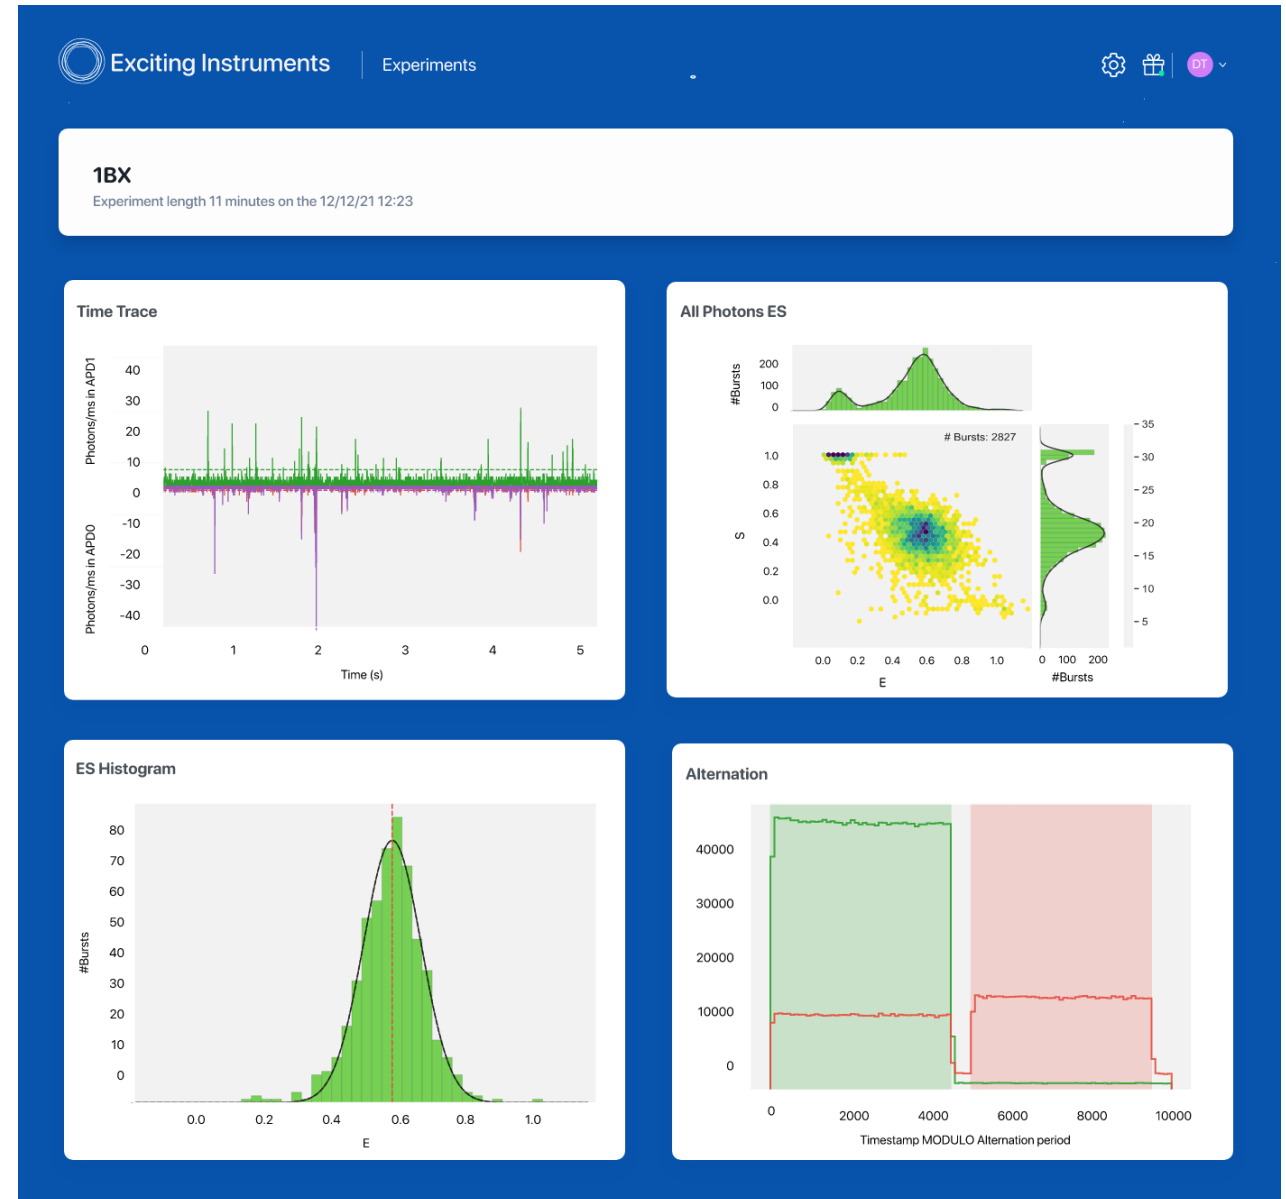 Exciting Instruments
Experiments
DT
1BX
Experiment length 11 minutes on the 12/12/21 12:23
Time Trace
Photons/ms in APD1
Photons/ms in APD0
40
30
20
10
0
-10
-20
-30
-40
0 1 2 3 4 5
Time (s)
All Photons ES
#Bursts
200
100
0
# Bursts: 2827
S
1.0
0.8
0.6
0.4
0.2
0.0
0.0 0.2 0.4 0.6 0.8 1.0
E
0 100 200
#Bursts
35
30
25
20
15
10
5
ES Histogram
#Bursts
80
70
60
50
40
30
20
10
0
0.0 0.2 0.4 0.6 0.8 1.0
E
Alternation
40000
30000
20000
10000
0
0 2000 4000 6000 8000 10000
Timestamp MODULO Alternation period